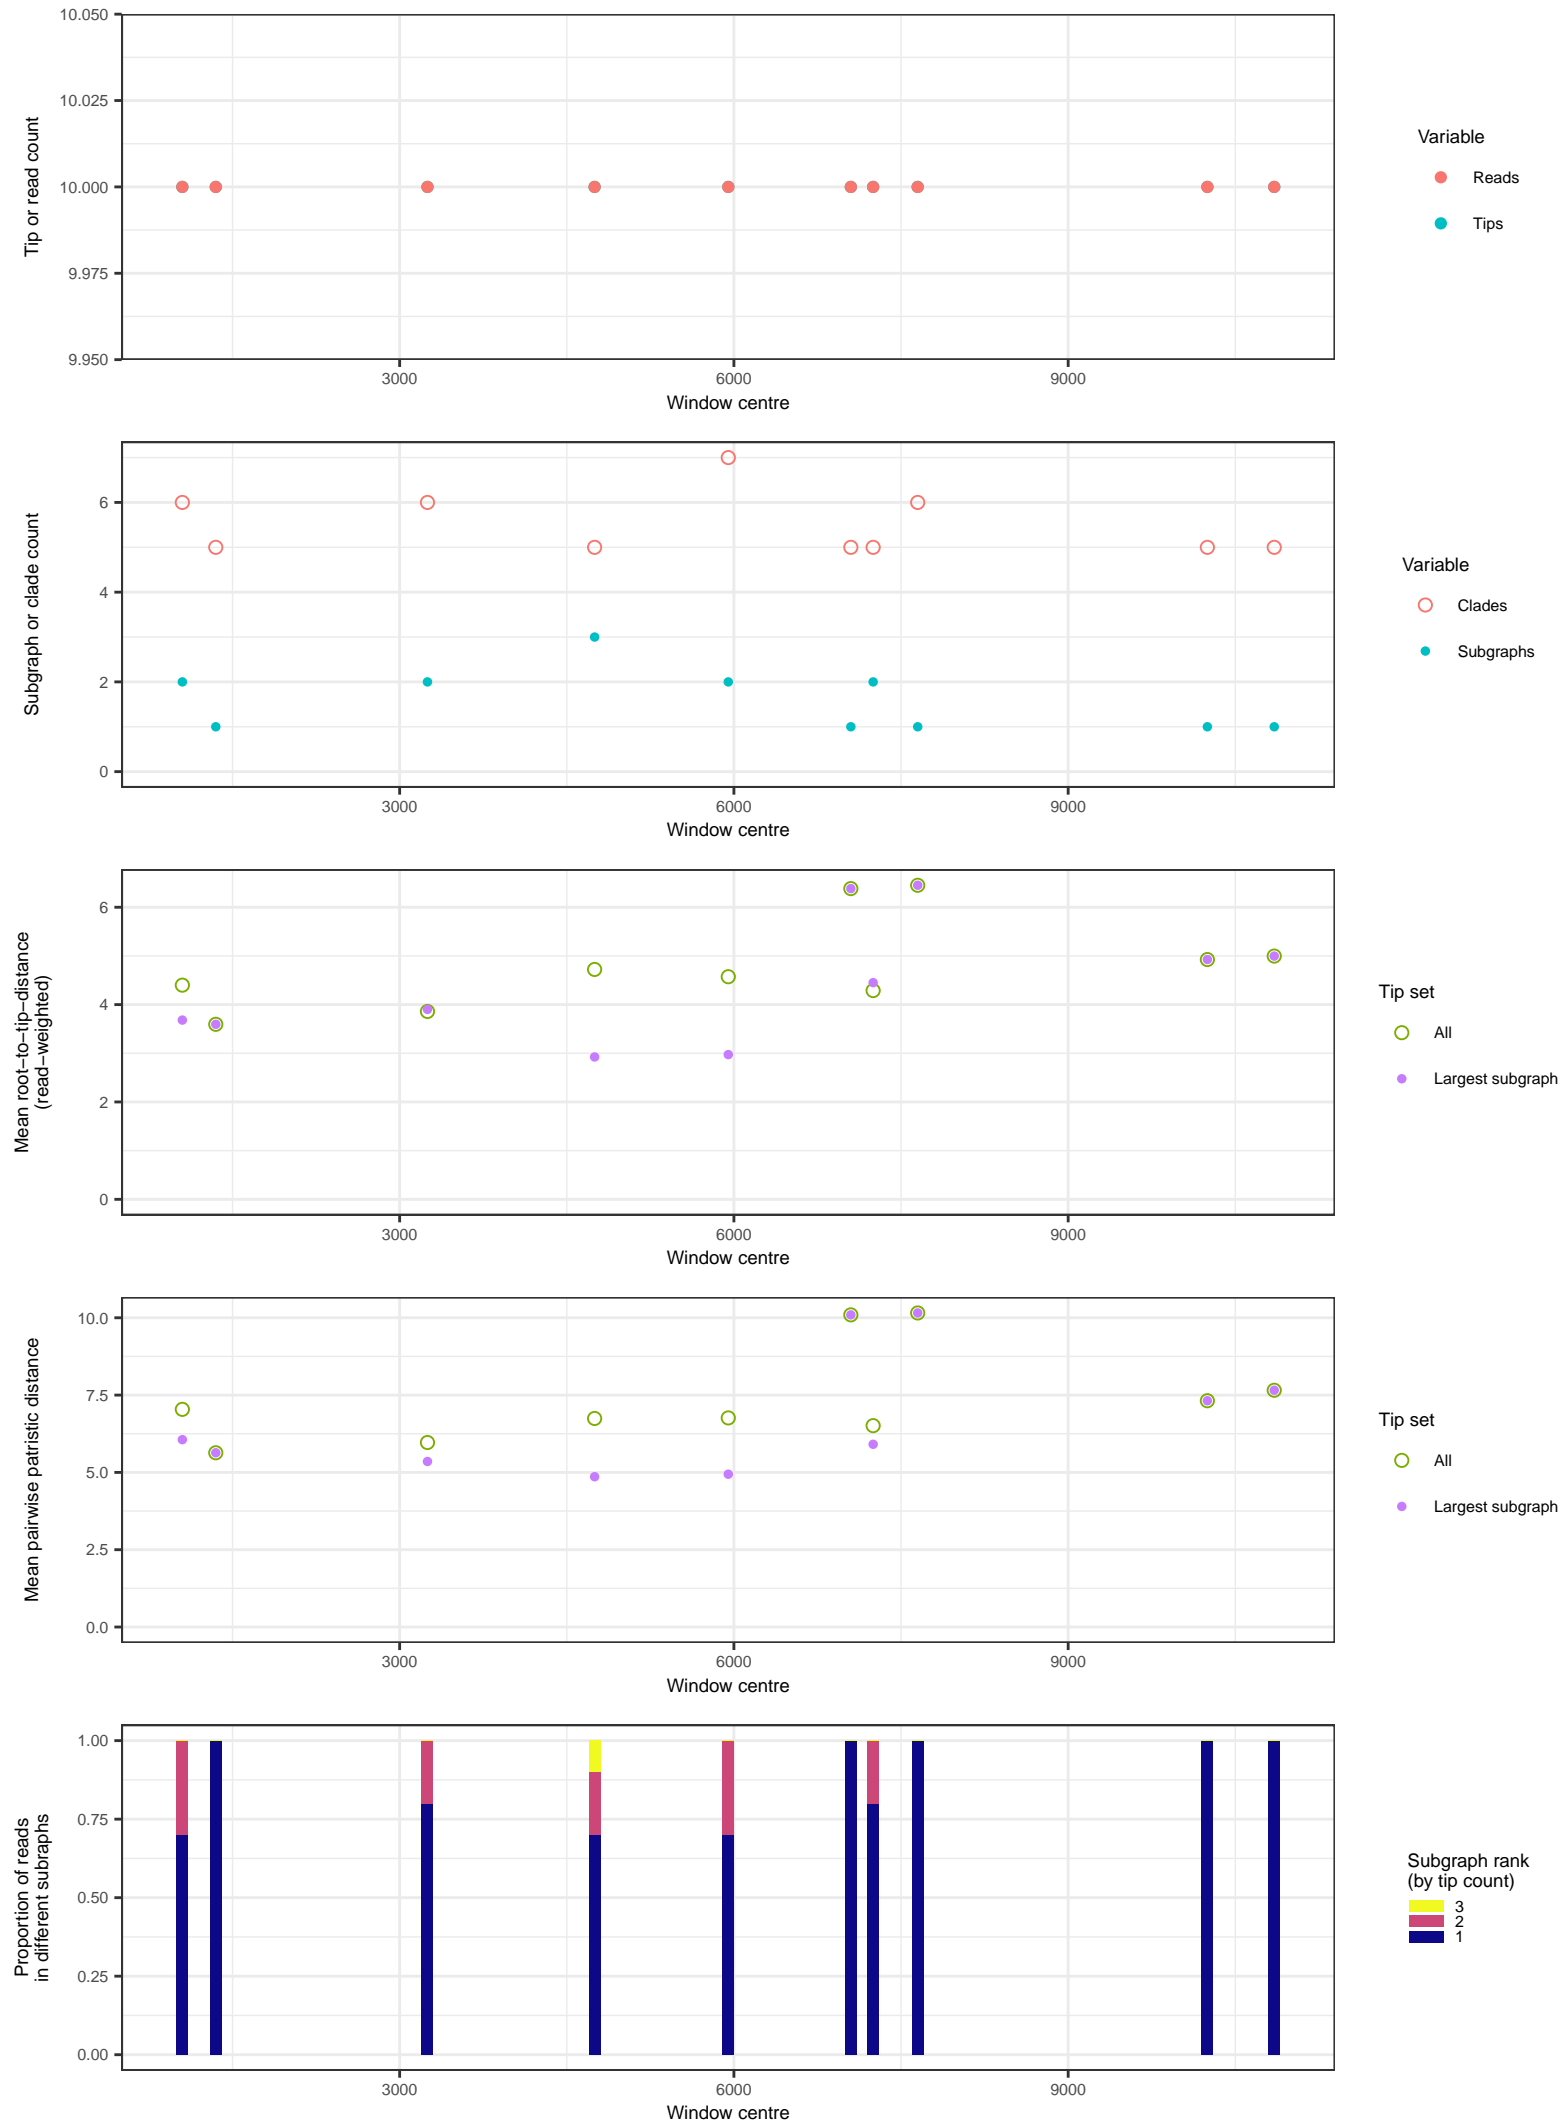 10.050
10.025
10.000
9.975
9.950
Tip or read count
3000
6000
9000
Window centre
Variable
Reads
Tips
6
4
2
0
Subgraph or clade count
3000
6000
9000
Window centre
Variable
Clades
Subgraphs
6
4
2
0
Mean root−to−tip−distance
(read−weighted)
3000
6000
9000
Window centre
Tip set
All
Largest subgraph
10.0
7.5
5.0
2.5
0.0
Mean pairwise patristic distance
3000
6000
9000
Window centre
Tip set
All
Largest subgraph
1.00
0.75
0.50
0.25
0.00
Proportion of reads
in different subraphs
3000
6000
9000
Window centre
Subgraph rank
(by tip count)
3
2
1